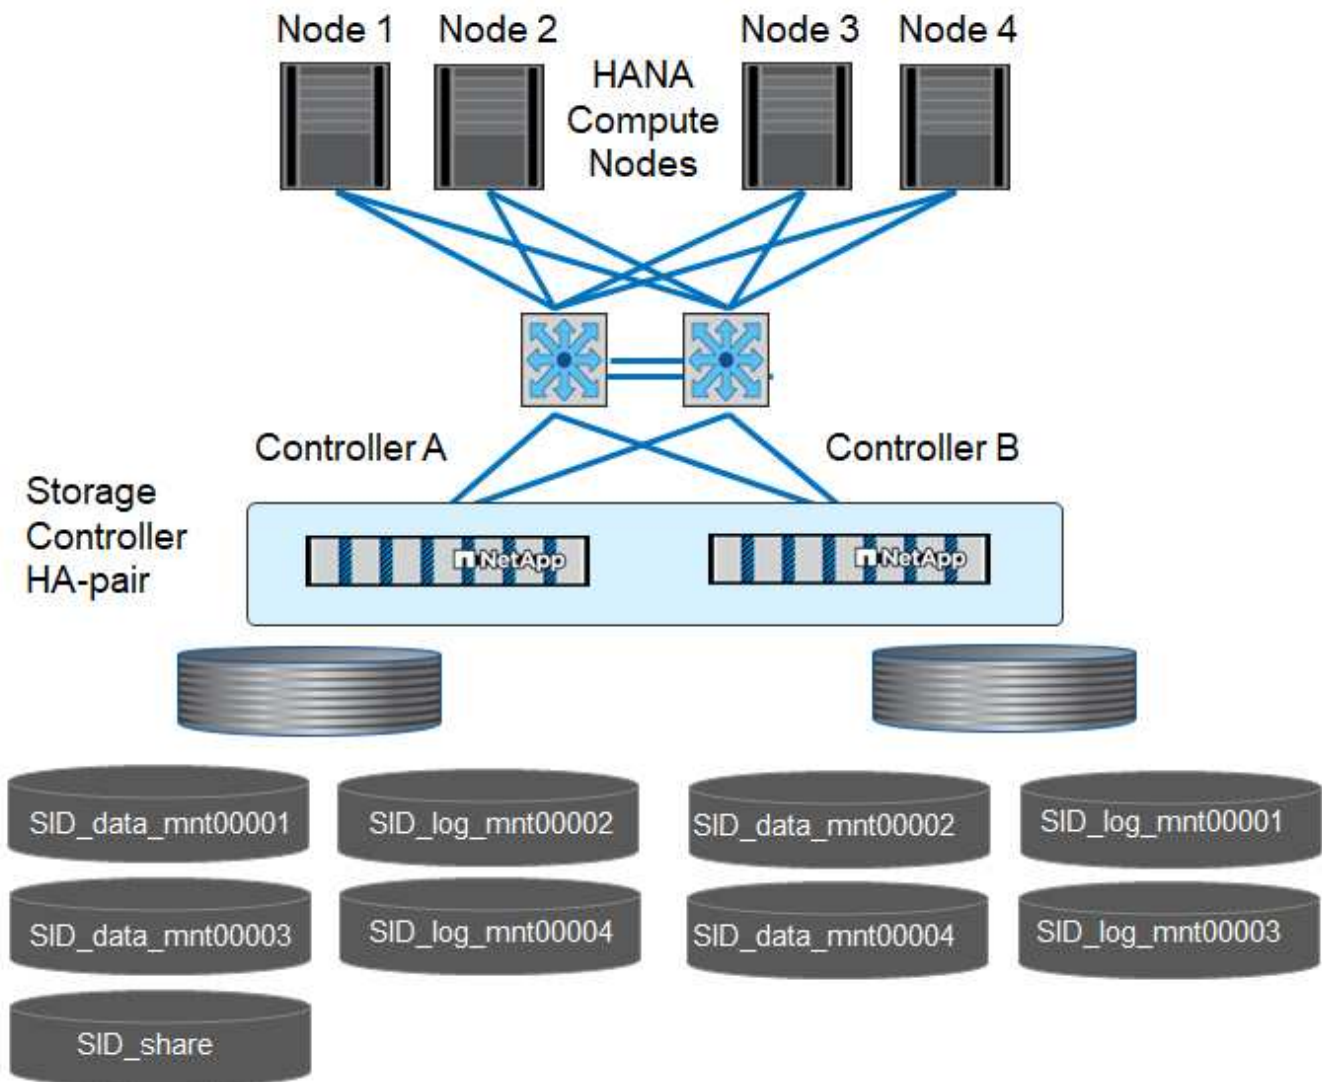 Node 1
Node 2
Node 3
Node 4
HANA
Compute
Nodes
Controller A
Controller B
Storage
Controller
HA-pair
NetApp
NetApp
SID_data_mnt00001
SID_log_mnt00002
SID_data_mnt00002
SID_log_mnt00001
SID_data_mnt00003
SID_log_mnt00004
SID_data_mnt00004
SID_log_mnt00003
SID_share